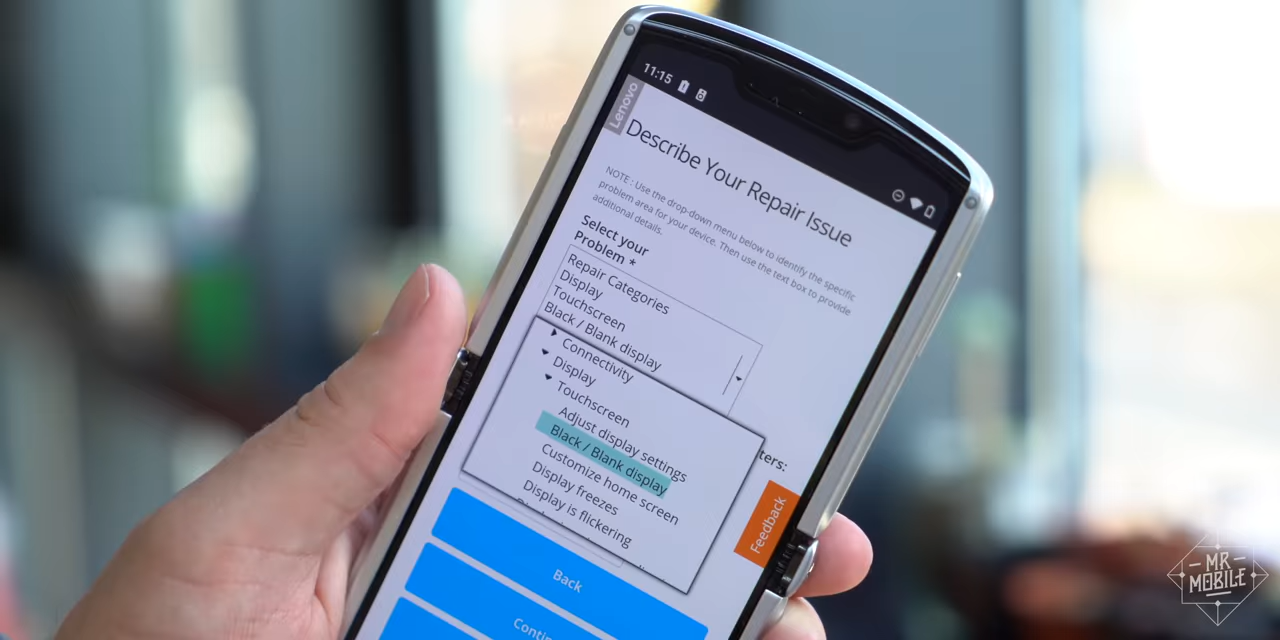 11:15
Lenovo
Describe Your Repair Issue
NOTE : Use the drop-down menu below to identify the specific
problem area for your device. Then use the text box to provide
additional details.
Select your
Problem *
Repair Categories
Display
Touchscreen
Black / Blank display
Connectivity
Display
Touchscreen
Adjust display settings
Black / Blank display
Customize home screen
Display freezes
Display is flickering
ters:
Feedback
Back
Contin
MR
MOBILE